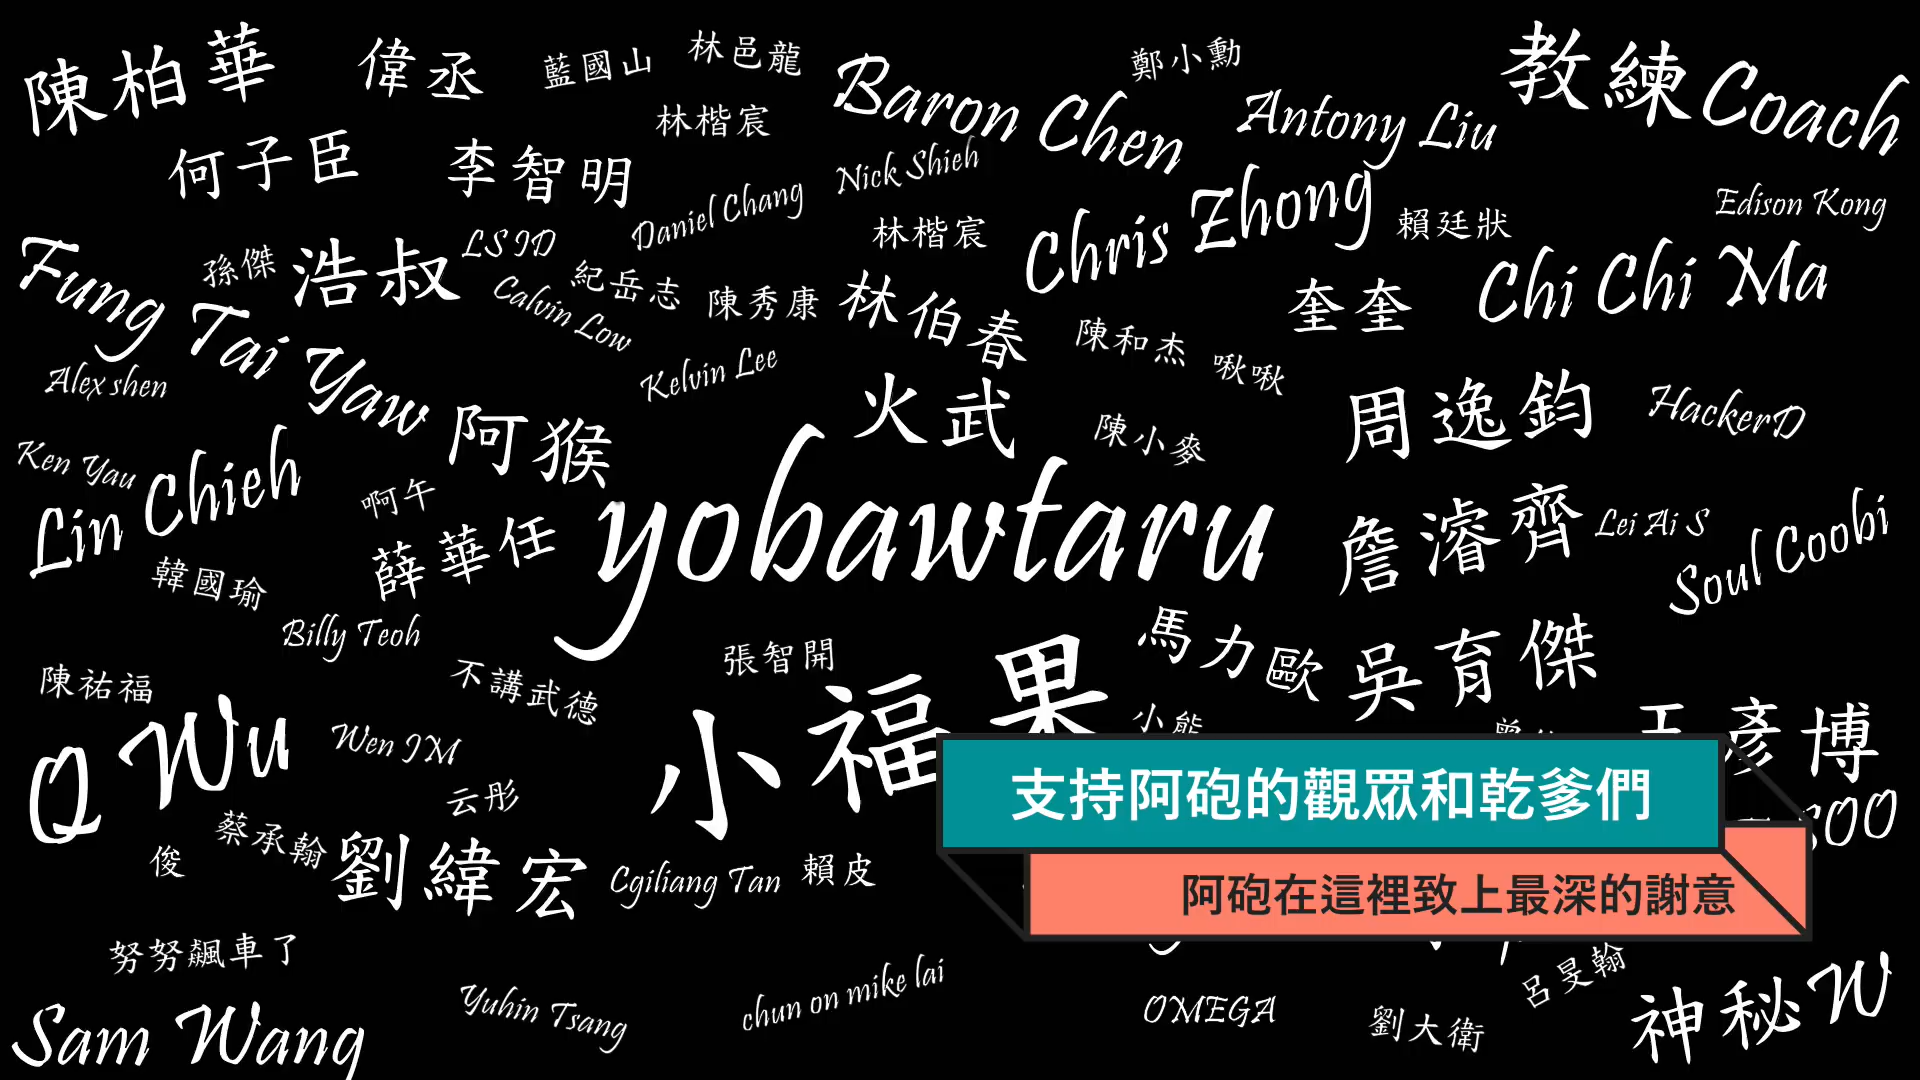 陳柏華
偉丞
藍國山
林邑龍
Baron Chen
鄭小勳
Antony Liu
教練Coach
何子臣
李智明
林楷宸
Nick Shieh
Daniel Chang
林楷宸
Chris Zhong
賴廷狀
Edison Kong
Fung Tai Yaw
孫傑
浩叔
LSID
Calvin Low
紀岳志
陳秀康
林伯春
陳和杰
啾啾
奎奎
Chi Chi Ma
Alex shen
Kelvin Lee
火武
陳小麥
周逸鈞
HackerD
Ken Yau
Lin Chieh
阿猴
啊午
薛華任
yobawtaru
詹濬齊
Lei Ai S
Soul Coobi
韓國瑜
Billy Teoh
張智開
馬力歐
吳育傑
陳祐福
不講武德
小福果
小熊
王彥博
Q Wu
Wen JM
云彤
支持阿砲的觀眾和乾爹們
阿砲在這裡致上最深的謝意
俊
蔡承翰
劉緯宏
Cgiliang Tan
賴皮
努努飆車了
Sam Wang
Yuhin Tsang
chun on mike lai
OMEGA
劉大衛
呂旻翰
神秘W